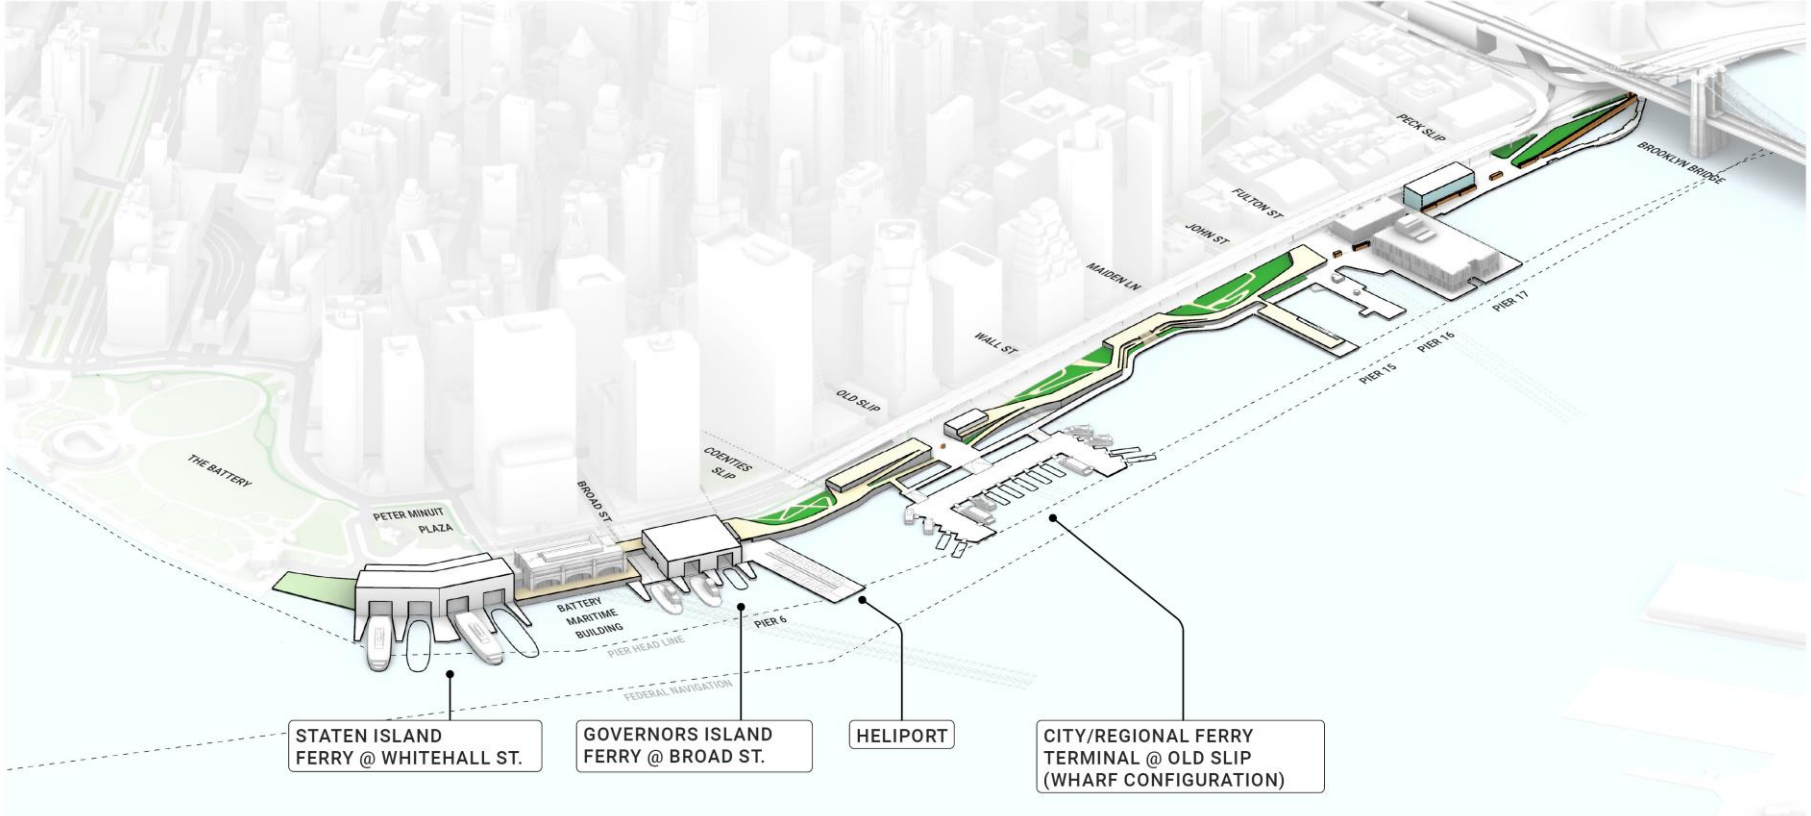 PECK SLIP
BROOKLYN BRIDGE
FULTON ST
JOHN ST
MAIDEN LN
PIER 17
WALL ST
PIER 16
PIER 15
OLD SLIP
COENTIES
SLIP
THE BATTERY
BROAD ST
PETER MINUIT
PLAZA
BATTERY
MARITIME
BUILDING
PIER 6
PIER HEAD LINE
FEDERAL NAVIGATION
STATEN ISLAND
FERRY @ WHITEHALL ST.
GOVERNORS ISLAND
FERRY @ BROAD ST.
HELIPORT
CITY/REGIONAL FERRY
TERMINAL @ OLD SLIP
(WHARF CONFIGURATION)